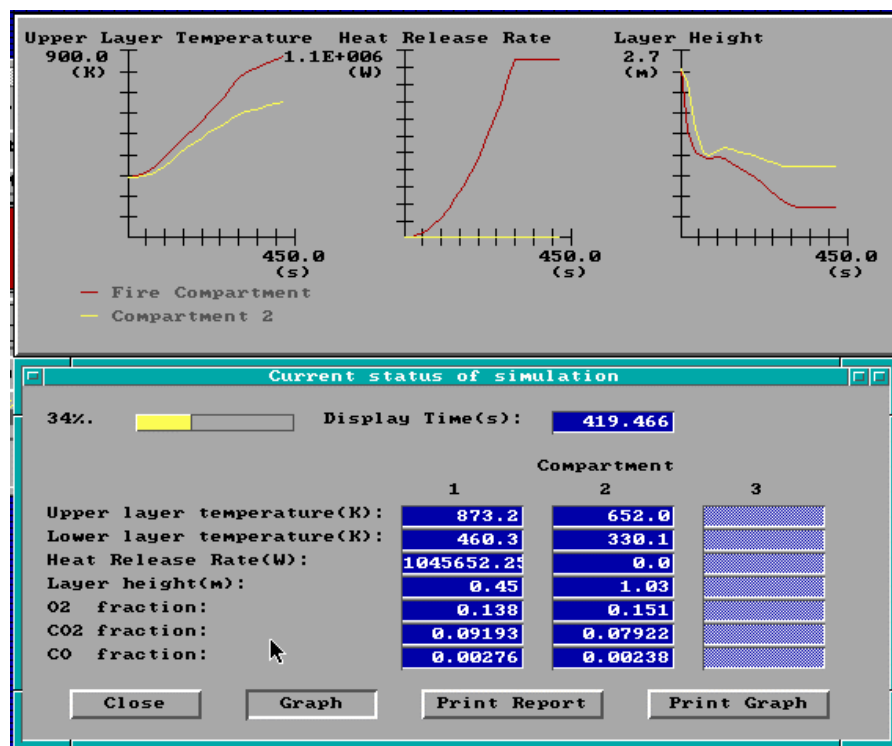 Upper Layer Temperature Heat Release Rate Layer Height
900.0 1.1E+006 2.7
(K) (W) (m)
450.0 450.0 450.0
(s) (s) (s)
Fire Compartment
Compartment 2
Current status of simulation
34%. Display Time(s): 419.466
Compartment
1 2 3
Upper layer temperature(K): 873.2 652.0
Lower layer temperature(K): 460.3 330.1
Heat Release Rate(W): 1045652.25 0.0
Layer height(m): 0.45 1.03
O2 fraction: 0.138 0.151
CO2 fraction: 0.09193 0.07922
CO fraction: 0.00276 0.00238
Close Graph Print Report Print Graph